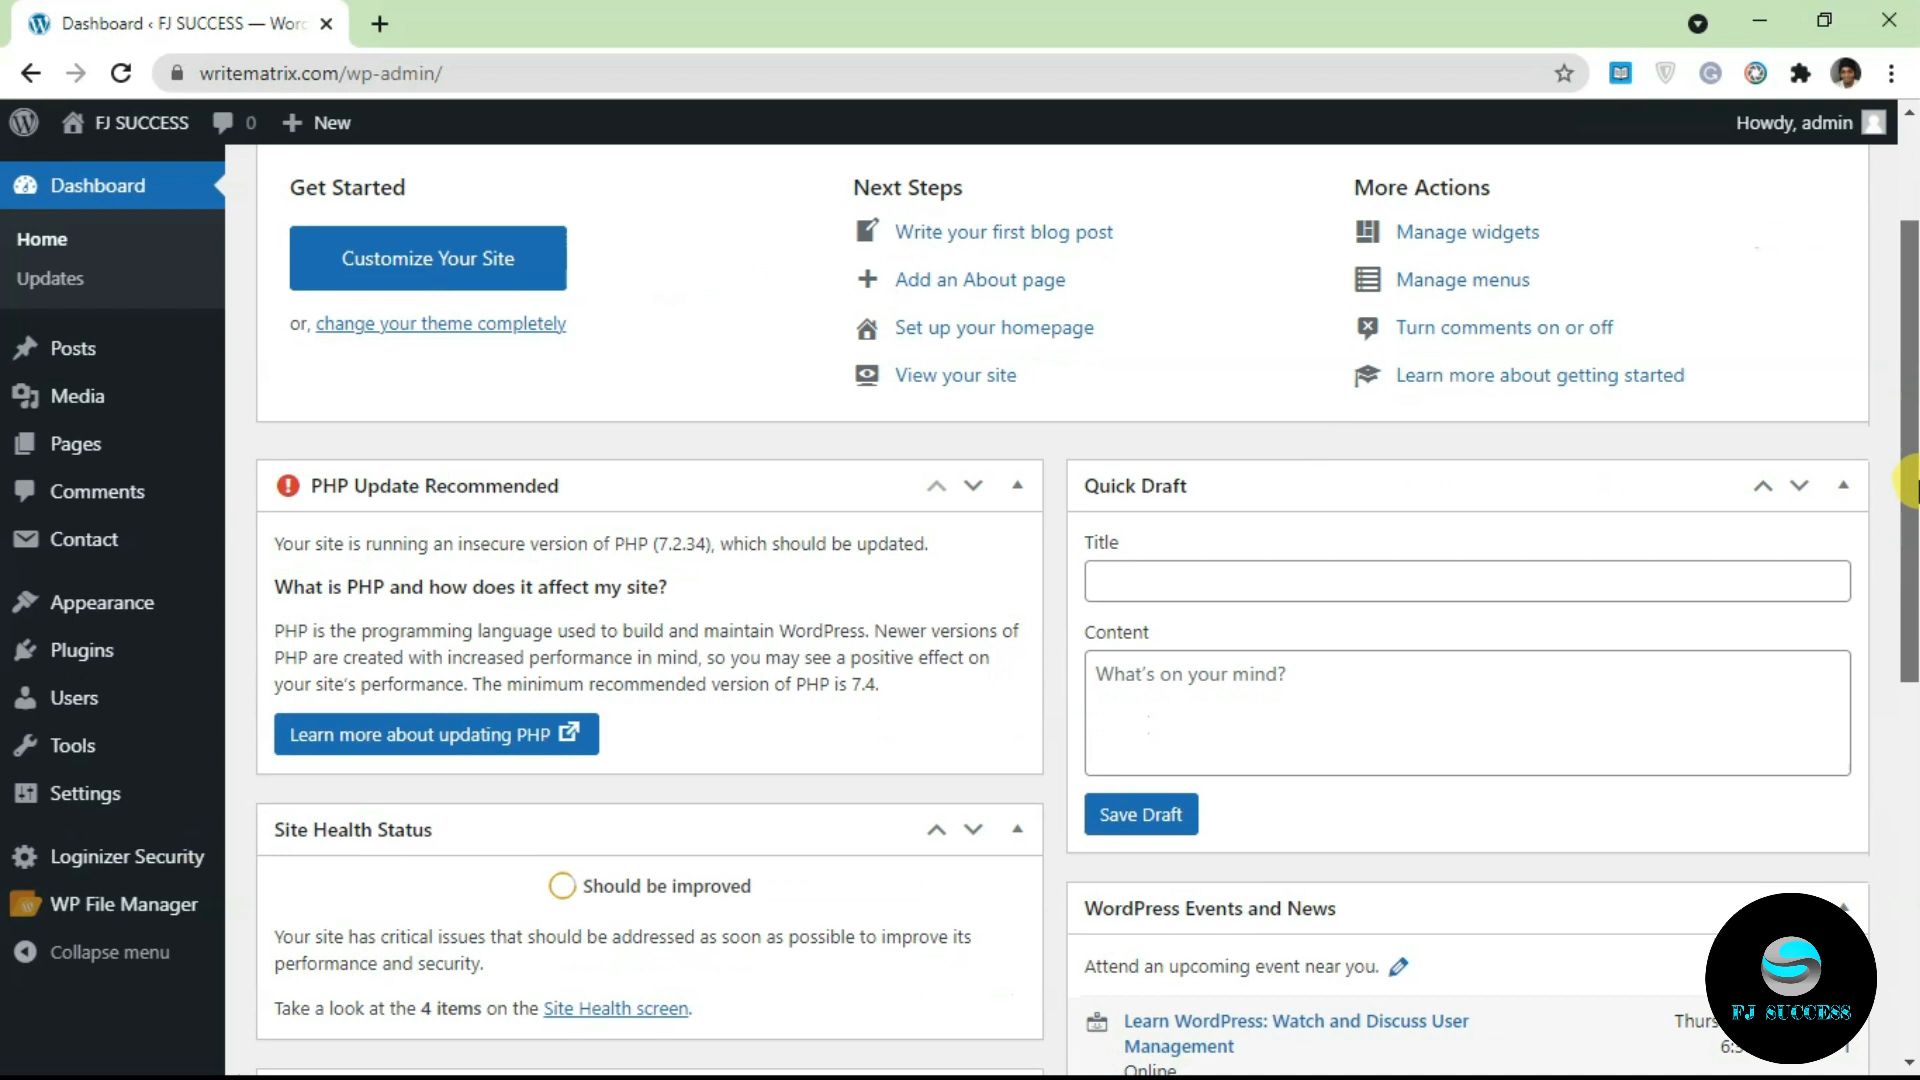 Dashboard ‹ FJ SUCCESS — Wor
writematrix.com/wp-admin/
FJ SUCCESS
0
New
Howdy, admin
Dashboard
Home
Updates
Posts
Media
Pages
Comments
Contact
Appearance
Plugins
Users
Tools
Settings
Loginizer Security
WP File Manager
Collapse menu
Get Started
Customize Your Site
or, change your theme completely
Next Steps
Write your first blog post
Add an About page
Set up your homepage
View your site
More Actions
Manage widgets
Manage menus
Turn comments on or off
Learn more about getting started
PHP Update Recommended
Your site is running an insecure version of PHP (7.2.34), which should be updated.
What is PHP and how does it affect my site?
PHP is the programming language used to build and maintain WordPress. Newer versions of
PHP are created with increased performance in mind, so you may see a positive effect on
your site's performance. The minimum recommended version of PHP is 7.4.
Learn more about updating PHP
Site Health Status
Should be improved
Your site has critical issues that should be addressed as soon as possible to improve its
performance and security.
Take a look at the 4 items on the Site Health screen.
Quick Draft
Title
Content
What's on your mind?
Save Draft
WordPress Events and News
Attend an upcoming event near you.
Learn WordPress: Watch and Discuss User
Management
Online
Thurs
FJ SUCCESS